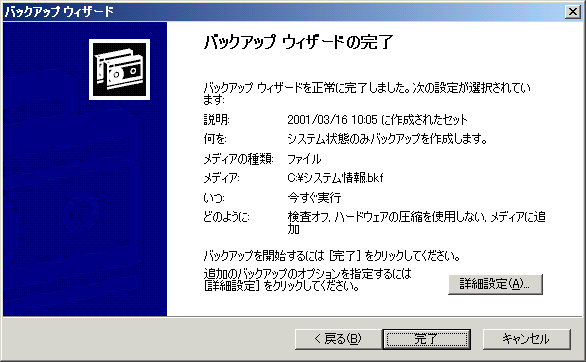 バックアップ ウィザード
バックアップ ウィザードの完了
バックアップ ウィザードを正常に完了しました。次の設定が選択されてい
ます:
説明: 2001/03/16 10:05 に作成されたセット
何を: システム状態のみバックアップを作成します。
メディアの種類: ファイル
メディア: C:¥システム情報.bkf
いつ: 今すぐ実行
どのように: 検査オフ, ハードウェアの圧縮を使用しない, メディアに追
加
バックアップを開始するには [完了] をクリックしてください。
追加のバックアップのオプションを指定するには
[詳細設定] をクリックしてください。
詳細設定(A)...
< 戻る(B)
完了
キャンセル